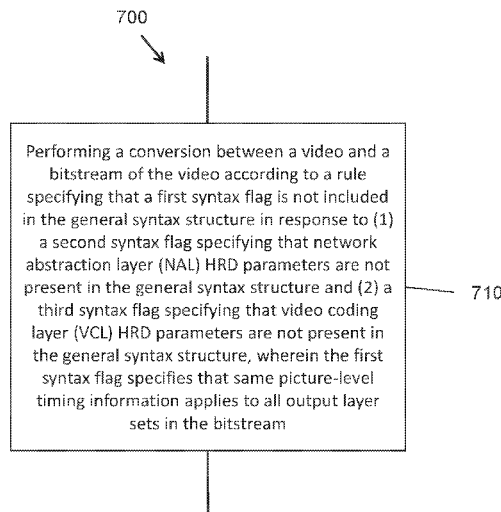 700
Performing a conversion between a video and a
bitstream of the video according to a rule
specifying that a first syntax flag is not included
in the general syntax structure in response to (1)
a second syntax flag specifying that network
abstraction layer (NAL) HRD parameters are not
present in the general syntax structure and (2) a
third syntax flag specifying that video coding
layer (VCL) HRD parameters are not present in
the general syntax structure, wherein the first
syntax flag specifies that same picture-level
timing information applies to all output layer
sets in the bitstream
710